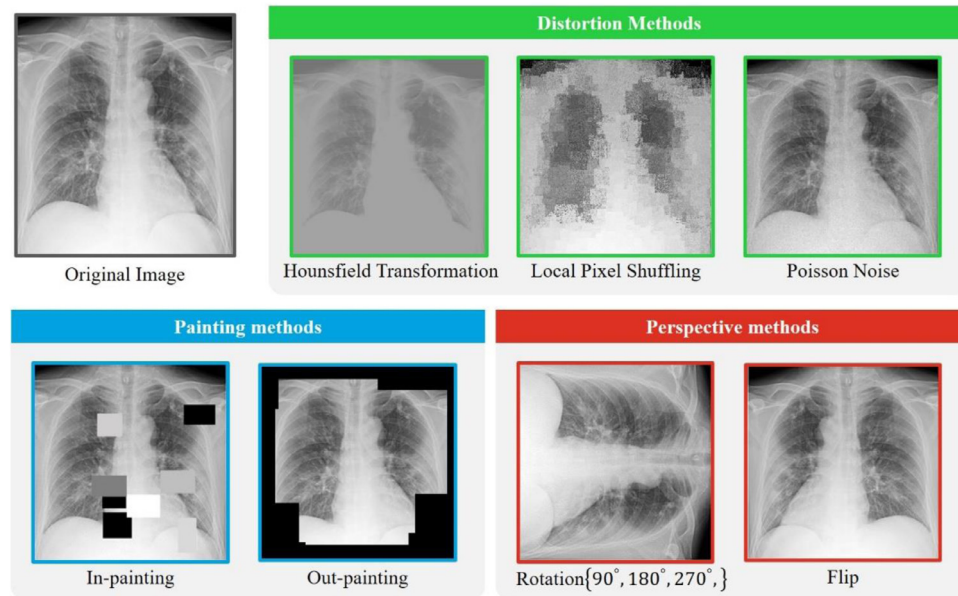 Distortion Methods
Original Image
Hounsfield Transformation
Local Pixel Shuffling
Poisson Noise
Painting methods
In-painting
Out-painting
Perspective methods
Rotation{90°,180°,270°,}
Flip